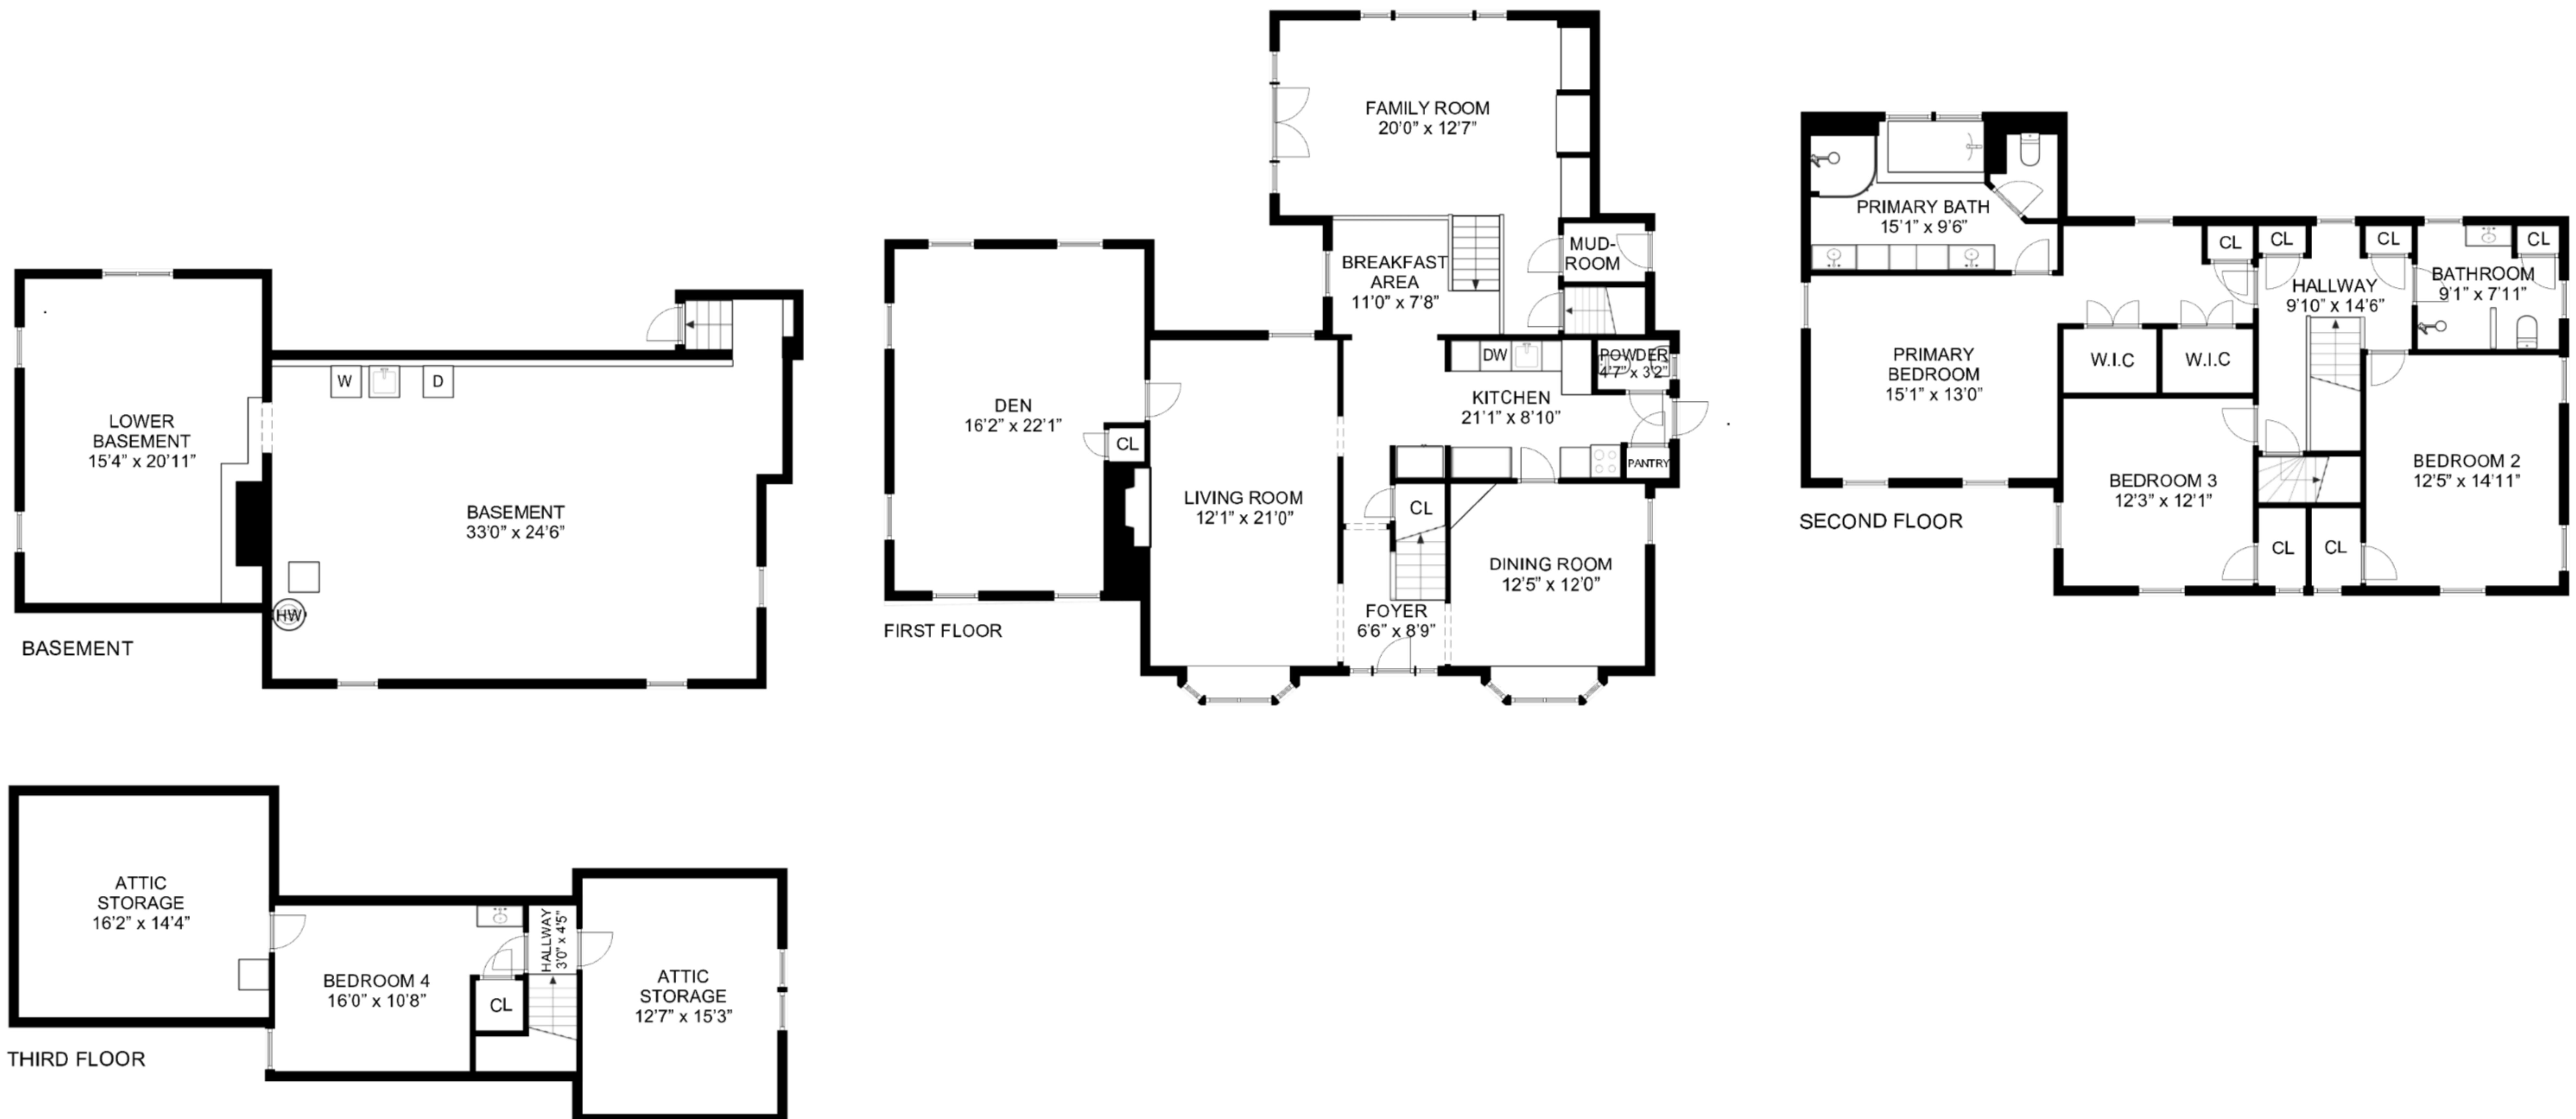 LOWER
BASEMENT
15'4" x 20'11"
W
D
BASEMENT
33'0" x 24'6"
HW
BASEMENT
FAMILY ROOM
20'0" x 12'7"
MUD-
ROOM
BREAKFAST
AREA
11'0" x 7'8"
DEN
16'2" x 22'1"
CL
DW
POWDER
4'7" x 3'2"
KITCHEN
21'1" x 8'10"
PANTRY
LIVING ROOM
12'1" x 21'0"
CL
DINING ROOM
12'5" x 12'0"
FOYER
6'6" x 8'9"
FIRST FLOOR
PRIMARY BATH
15'1" x 9'6"
CL
CL
CL
CL
HALLWAY
9'10" x 14'6"
BATHROOM
9'1" x 7'11"
PRIMARY
BEDROOM
15'1" x 13'0"
W.I.C
W.I.C
BEDROOM 3
12'3" x 12'1"
BEDROOM 2
12'5" x 14'11"
CL
CL
SECOND FLOOR
ATTIC
STORAGE
16'2" x 14'4"
BEDROOM 4
16'0" x 10'8"
CL
HALLWAY
3'0" x 4'5"
ATTIC
STORAGE
12'7" x 15'3"
THIRD FLOOR